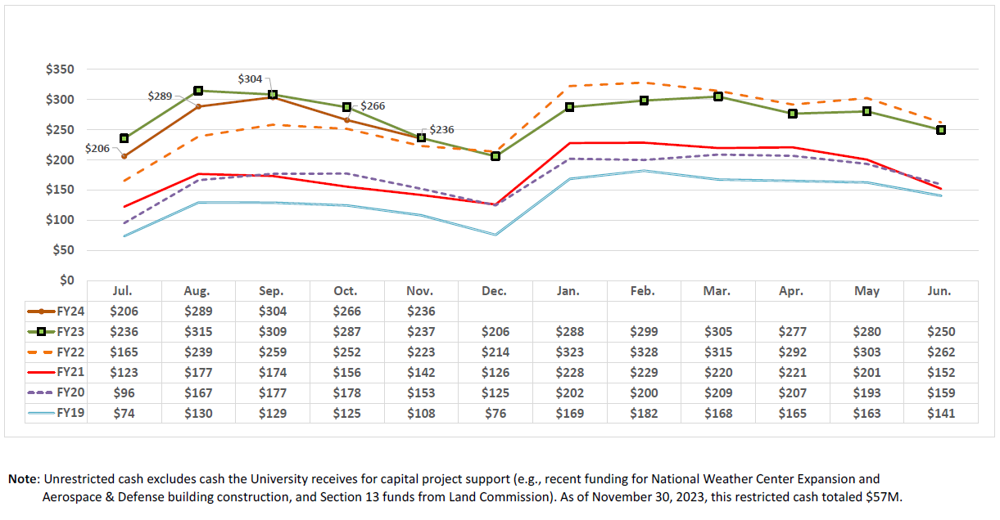 $350
$300
$250
$200
$150
$100
$50
$0
$206
$289
$304
$266
$236
Jul. Aug. Sep. Oct. Nov. Dec. Jan. Feb. Mar. Apr. May Jun.
FY24 $206 $289 $304 $266 $236
FY23 $236 $315 $309 $287 $237 $206 $288 $299 $305 $277 $280 $250
FY22 $165 $239 $259 $252 $223 $214 $323 $328 $315 $292 $303 $262
FY21 $123 $177 $174 $156 $142 $126 $228 $229 $220 $221 $201 $152
FY20 $96 $167 $177 $178 $153 $125 $202 $200 $209 $207 $193 $159
FY19 $74 $130 $129 $125 $108 $76 $169 $182 $168 $165 $163 $141
Note: Unrestricted cash excludes cash the University receives for capital project support (e.g., recent funding for National Weather Center Expansion and
Aerospace & Defense building construction, and Section 13 funds from Land Commission). As of November 30, 2023, this restricted cash totaled $57M.